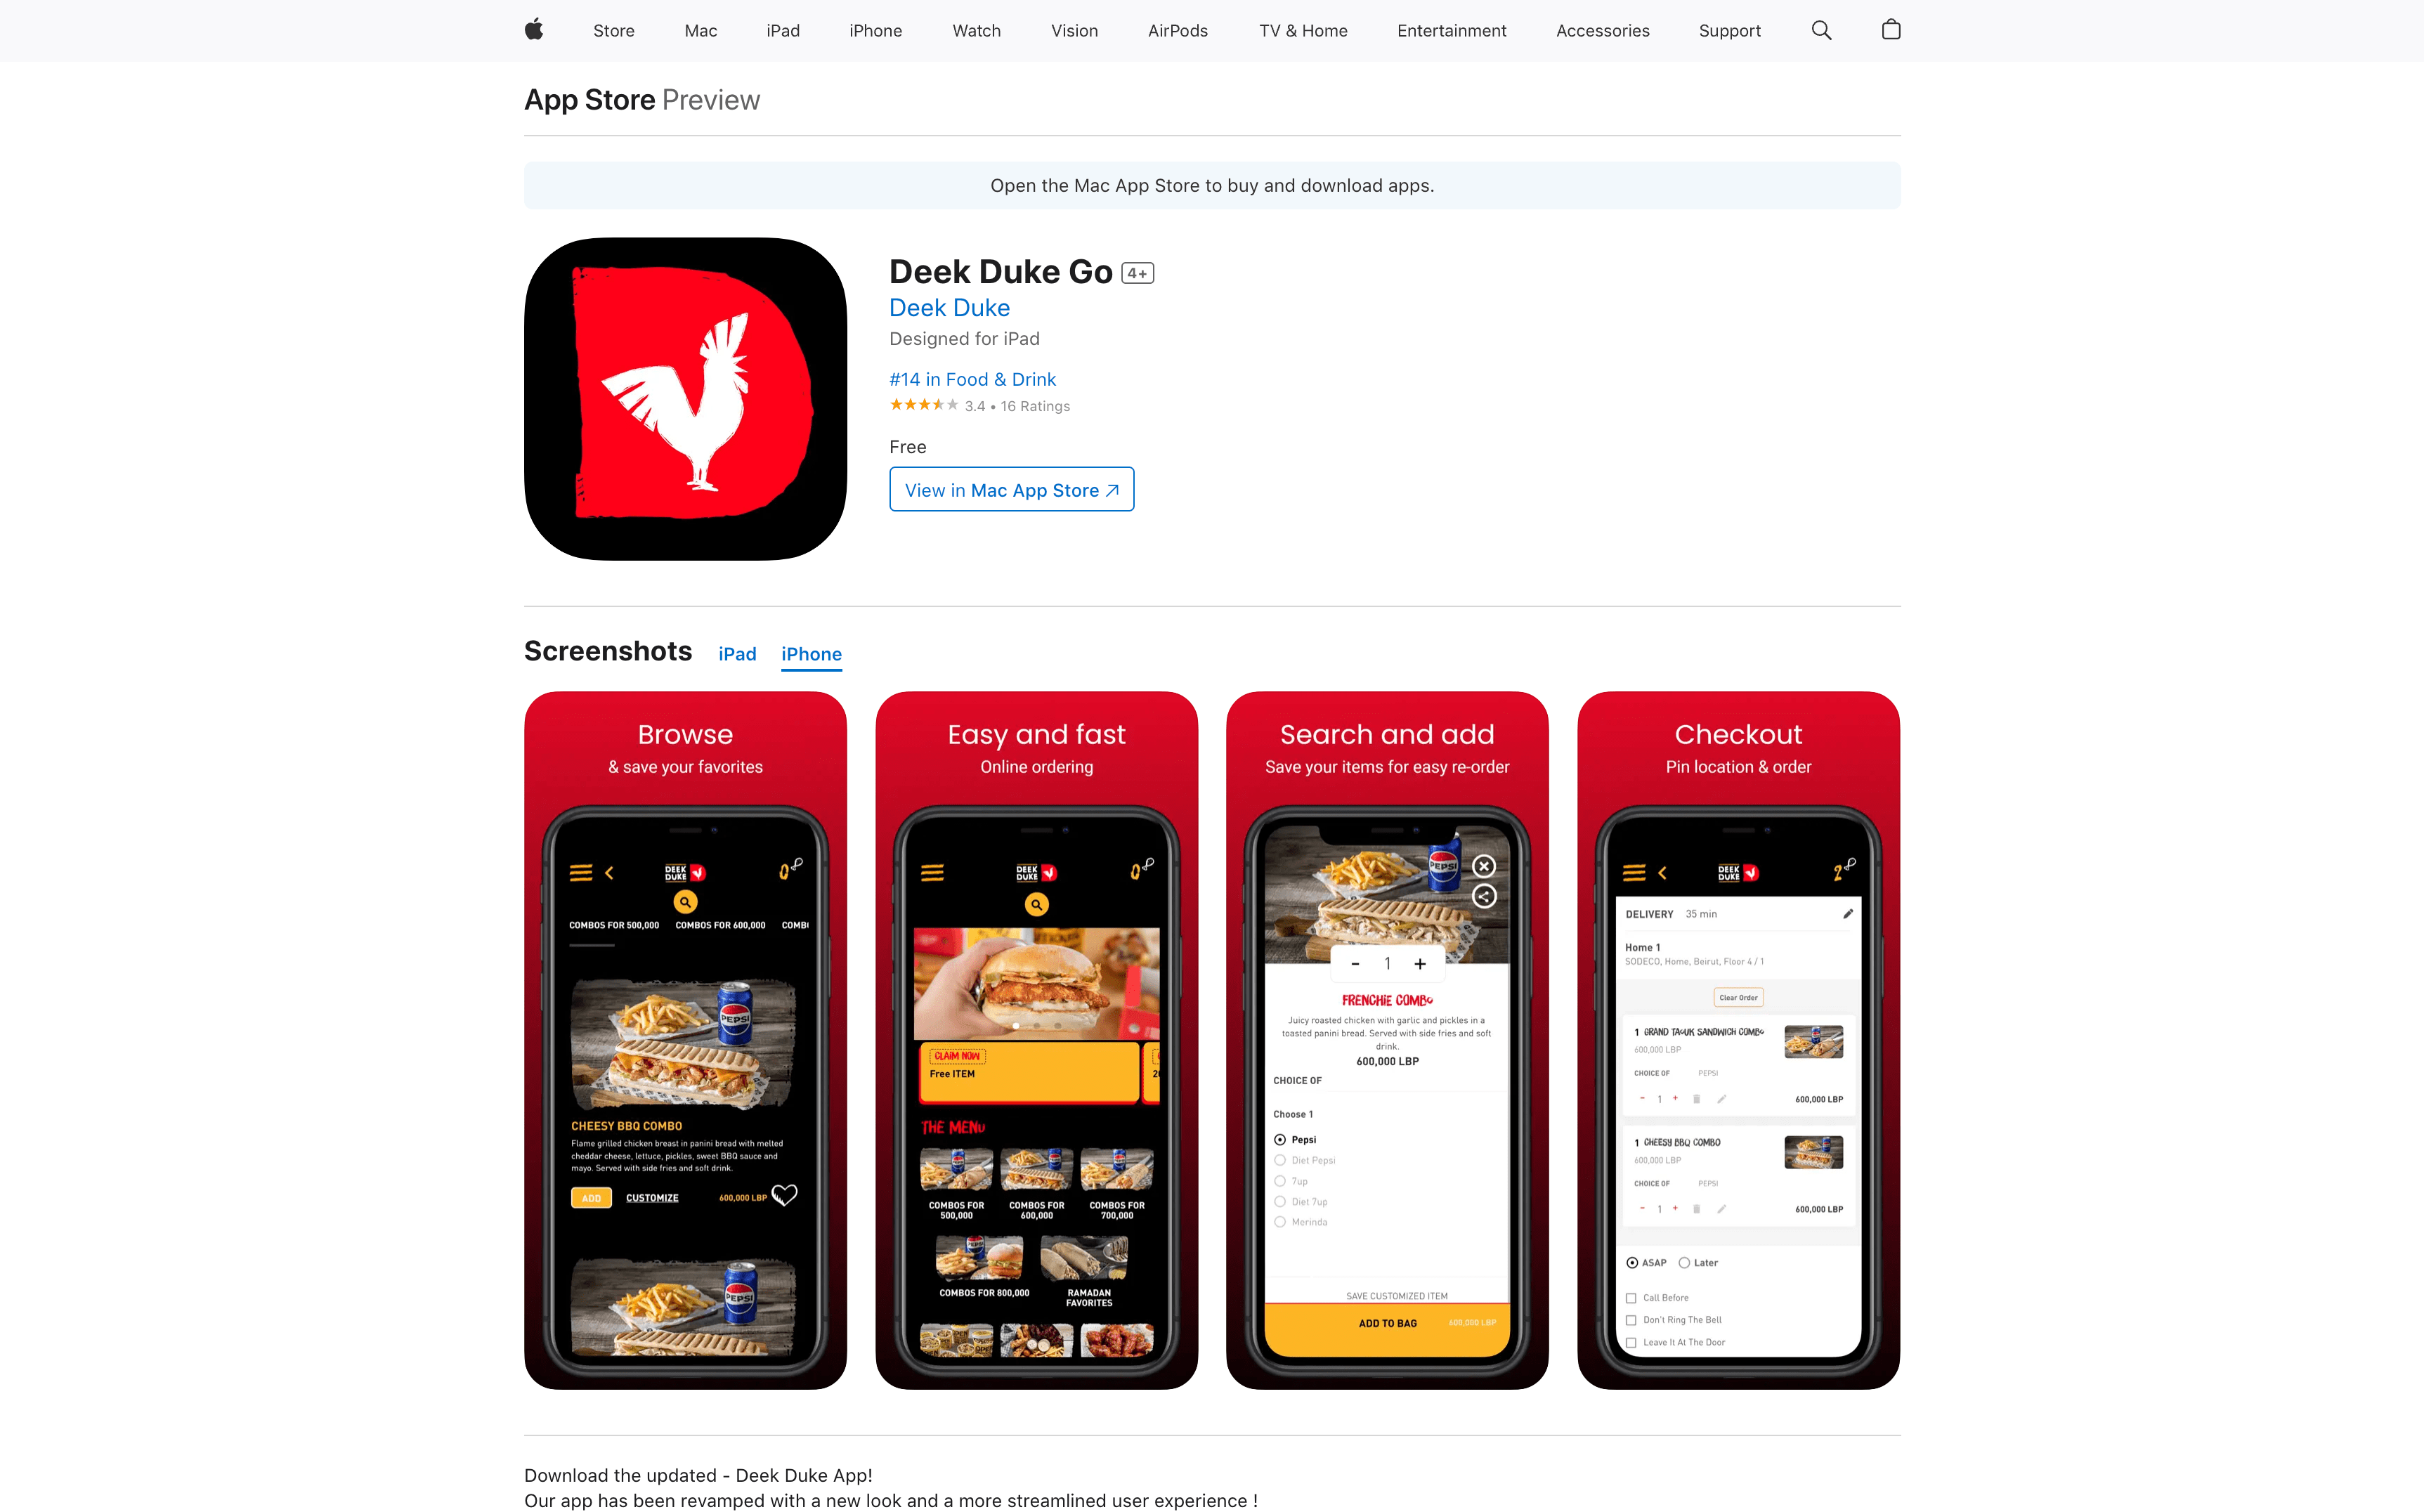 Store Mac iPad iPhone Watch Vision AirPods TV & Home Entertainment Accessories Support
App Store Preview
Open the Mac App Store to buy and download apps.
Deek Duke Go 4+
Deek Duke
Designed for iPad
#14 in Food & Drink
3.4 • 16 Ratings
Free
View in Mac App Store
Screenshots iPad iPhone
Browse
& save your favorites
DEEK
DUKE
0
COMBOS FOR 500,000 COMBOS FOR 600,000 COMB
PEPSI
CHEESY BBQ COMBO
Flame grilled chicken breast in panini bread with melted
cheddar cheese, lettuce, pickles, sweet BBQ sauce and
mayo. Served with side fries and soft drink.
ADD CUSTOMIZE 600,000 LBP
PEPSI
Easy and fast
Online ordering
DEEK
DUKE
0
CLAIM NOW
Free ITEM
THE MENU
COMBOS FOR
500,000
COMBOS FOR
600,000
COMBOS FOR
700,000
COMBOS FOR 800,000
RAMADAN
FAVORITES
Search and add
Save your items for easy re-order
PEPSI
- 1 +
FRENCHIE COMBO
Juicy roasted chicken with garlic and pickles in a
toasted panini bread. Served with side fries and soft
drink.
600,000 LBP
CHOICE OF
Choose 1
Pepsi
Diet Pepsi
7up
Diet 7up
Merinda
SAVE CUSTOMIZED ITEM
ADD TO BAG 600,000 LBP
Checkout
Pin location & order
DEEK
DUKE
2
DELIVERY 35 min
Home 1
SODECO, Home, Beirut, Floor 4 / 1
Clear Order
1 GRAND TAOUK SANDWICH COMBO
600,000 LBP
CHOICE OF PEPSI
- 1 + 600,000 LBP
1 CHEESY BBQ COMBO
600,000 LBP
CHOICE OF PEPSI
- 1 + 600,000 LBP
ASAP Later
Call Before
Don't Ring The Bell
Leave It At The Door
Download the updated - Deek Duke App!
Our app has been revamped with a new look and a more streamlined user experience !